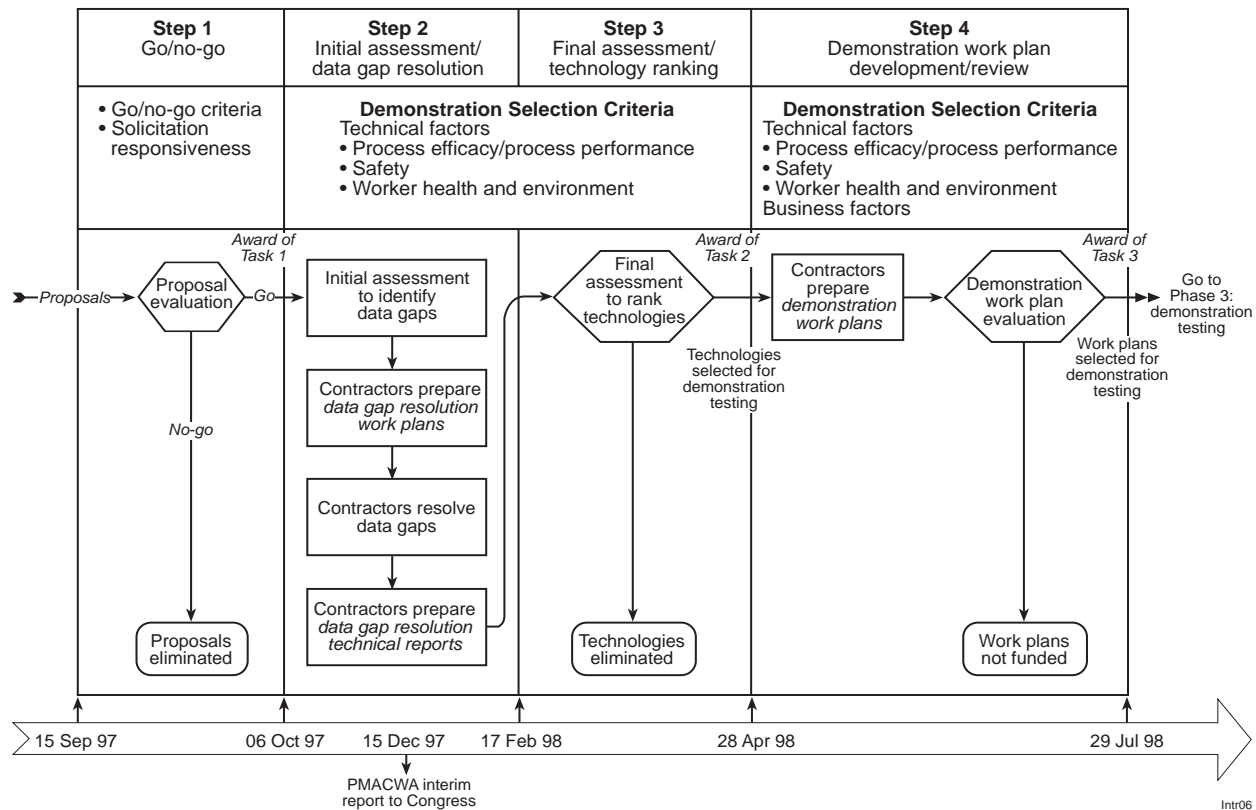 Step 1
Go/no-go
Step 2
Initial assessment/
data gap resolution
Step 3
Final assessment/
technology ranking
Step 4
Demonstration work plan
development/review
• Go/no-go criteria
• Solicitation
responsiveness
Demonstration Selection Criteria
Technical factors
• Process efficacy/process performance
• Safety
• Worker health and environment
Demonstration Selection Criteria
Technical factors
• Process efficacy/process performance
• Safety
• Worker health and environment
Business factors
Proposals
Proposal
evaluation
Award of
Task 1
Go
No-go
Proposals
eliminated
Initial assessment
to identify
data gaps
Contractors prepare
data gap resolution
work plans
Contractors resolve
data gaps
Contractors prepare
data gap resolution
technical reports
Final
assessment
to rank
technologies
Technologies
eliminated
Award of
Task 2
Technologies
selected for
demonstration
testing
Contractors
prepare
demonstration
work plans
Demonstration
work plan
evaluation
Work plans
not funded
Award of
Task 3
Work plans
selected for
demonstration
testing
Go to
Phase 3:
demonstration
testing
15 Sep 97
06 Oct 97
15 Dec 97
17 Feb 98
28 Apr 98
29 Jul 98
PMACWA interim
report to Congress
Intr06